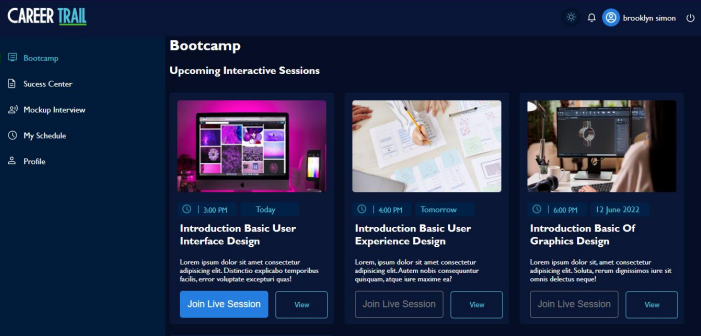 CAREER TRAIL
brooklyn simon
Bootcamp
Sucess Center
Mockup Interview
My Schedule
Profile
Bootcamp
Upcoming Interactive Sessions
3:00 PM
Today
Introduction Basic User
Interface Design
Lorem ipsum dolor sit amet consectetur
adipisicing elit. Distinctio explicabo temporibus
facilis, error voluptate excepturi quas!
Join Live Session
View
4:00 PM
Tomorrow
Introduction Basic User
Experience Design
Lorem, ipsum dolor sit amet consectetur
adipisicing elit. Autem nobis consequuntur
quisquam, atque iure maxime ea?
Join Live Session
View
6:00 PM
12 June 2022
Introduction Basic Of
Graphics Design
Lorem ipsum dolor sit amet consectetur
adipisicing elit. Soluta, rerum dignissimos iure sit
omnis delectus neque!
Join Live Session
View